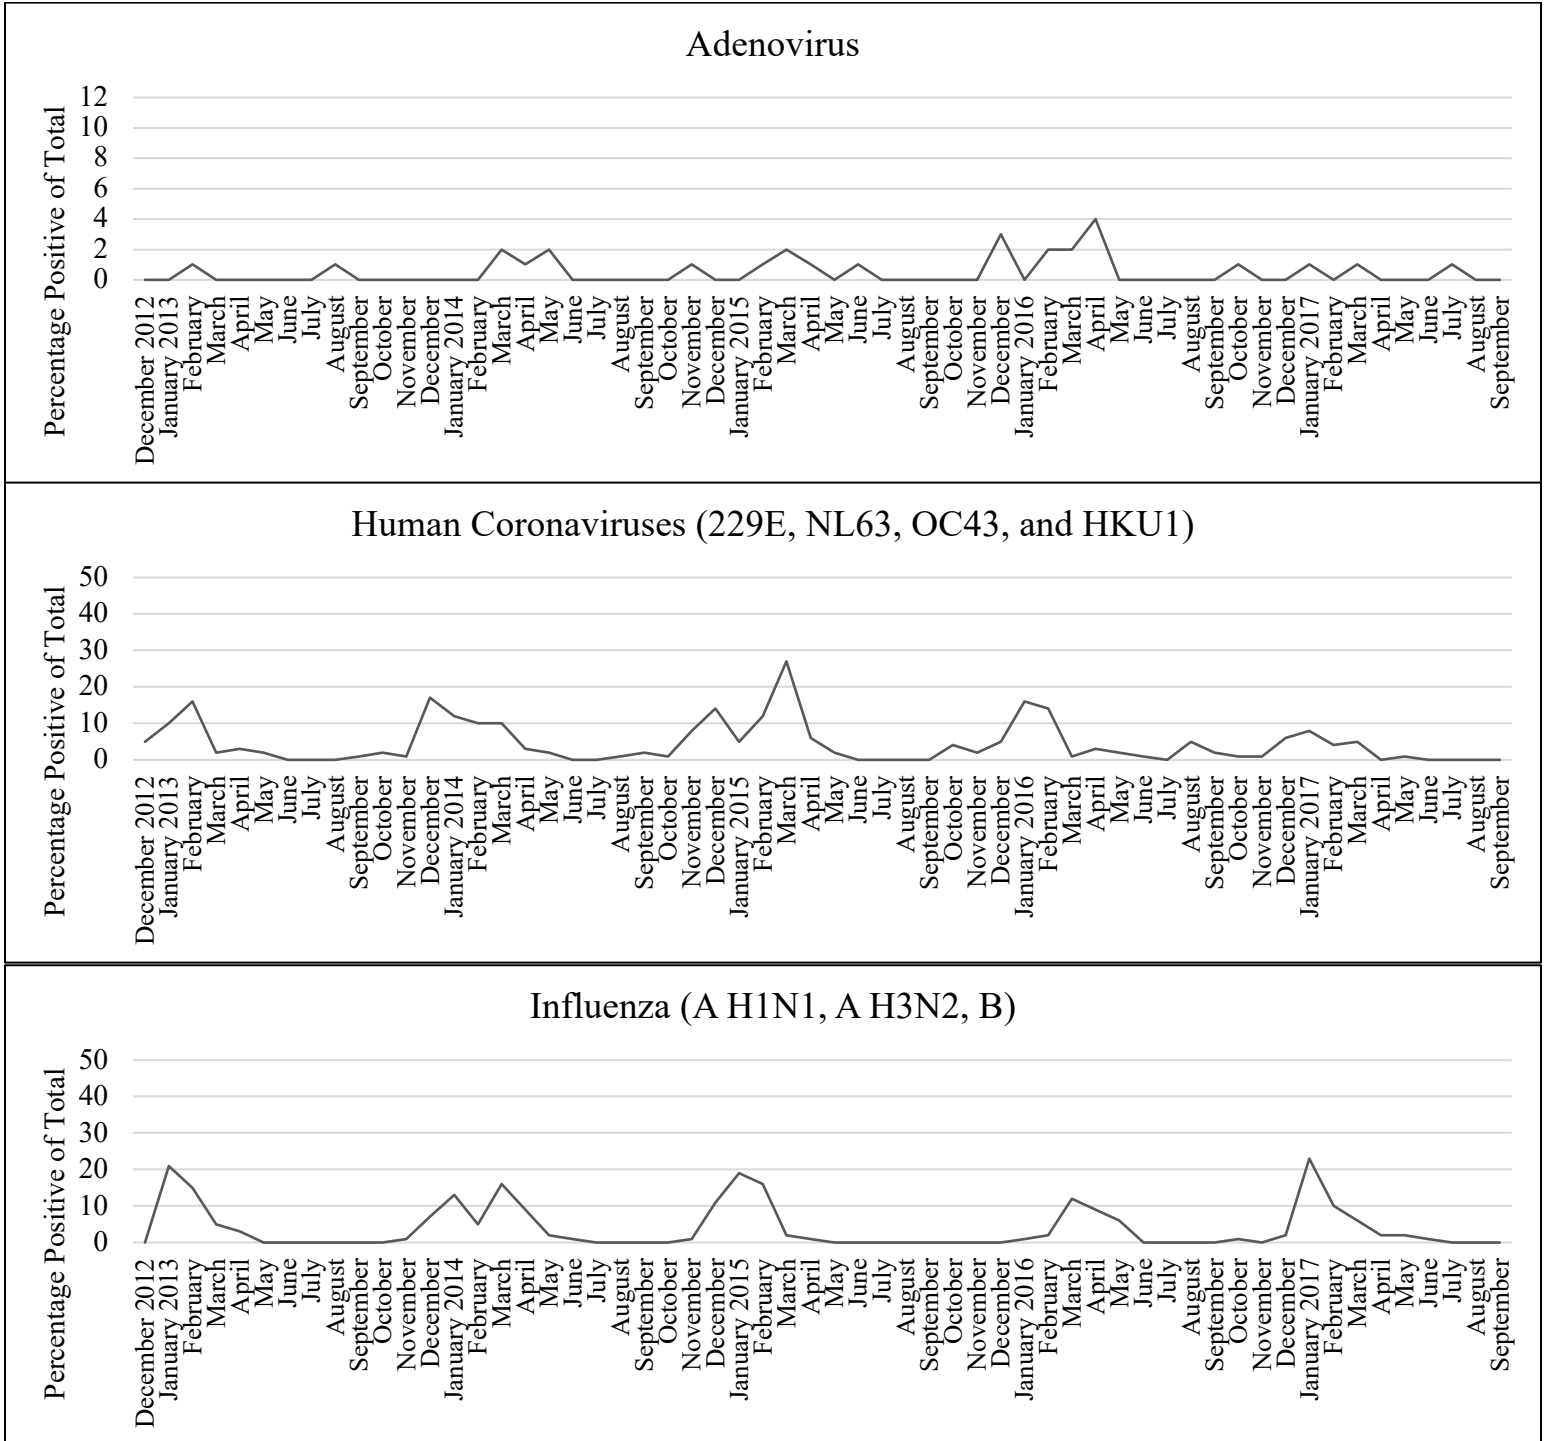 Adenovirus
Percentage Positive of Total
12
10
8
6
4
2
0
December 2012
January 2013
February
March
April
May
June
July
August
September
October
November
December
January 2014
February
March
April
May
June
July
August
September
October
November
December
January 2015
February
March
April
May
June
July
August
September
October
November
December
January 2016
February
March
April
May
June
July
August
September
October
November
December
January 2017
February
March
April
May
June
July
August
September
Human Coronaviruses (229E, NL63, OC43, and HKU1)
Percentage Positive of Total
50
40
30
20
10
0
December 2012
January 2013
February
March
April
May
June
July
August
September
October
November
December
January 2014
February
March
April
May
June
July
August
September
October
November
December
January 2015
February
March
April
May
June
July
August
September
October
November
December
January 2016
February
March
April
May
June
July
August
September
October
November
December
January 2017
February
March
April
May
June
July
August
September
Influenza (A H1N1, A H3N2, B)
Percentage Positive of Total
50
40
30
20
10
0
December 2012
January 2013
February
March
April
May
June
July
August
September
October
November
December
January 2014
February
March
April
May
June
July
August
September
October
November
December
January 2015
February
March
April
May
June
July
August
September
October
November
December
January 2016
February
March
April
May
June
July
August
September
October
November
December
January 2017
February
March
April
May
June
July
August
September